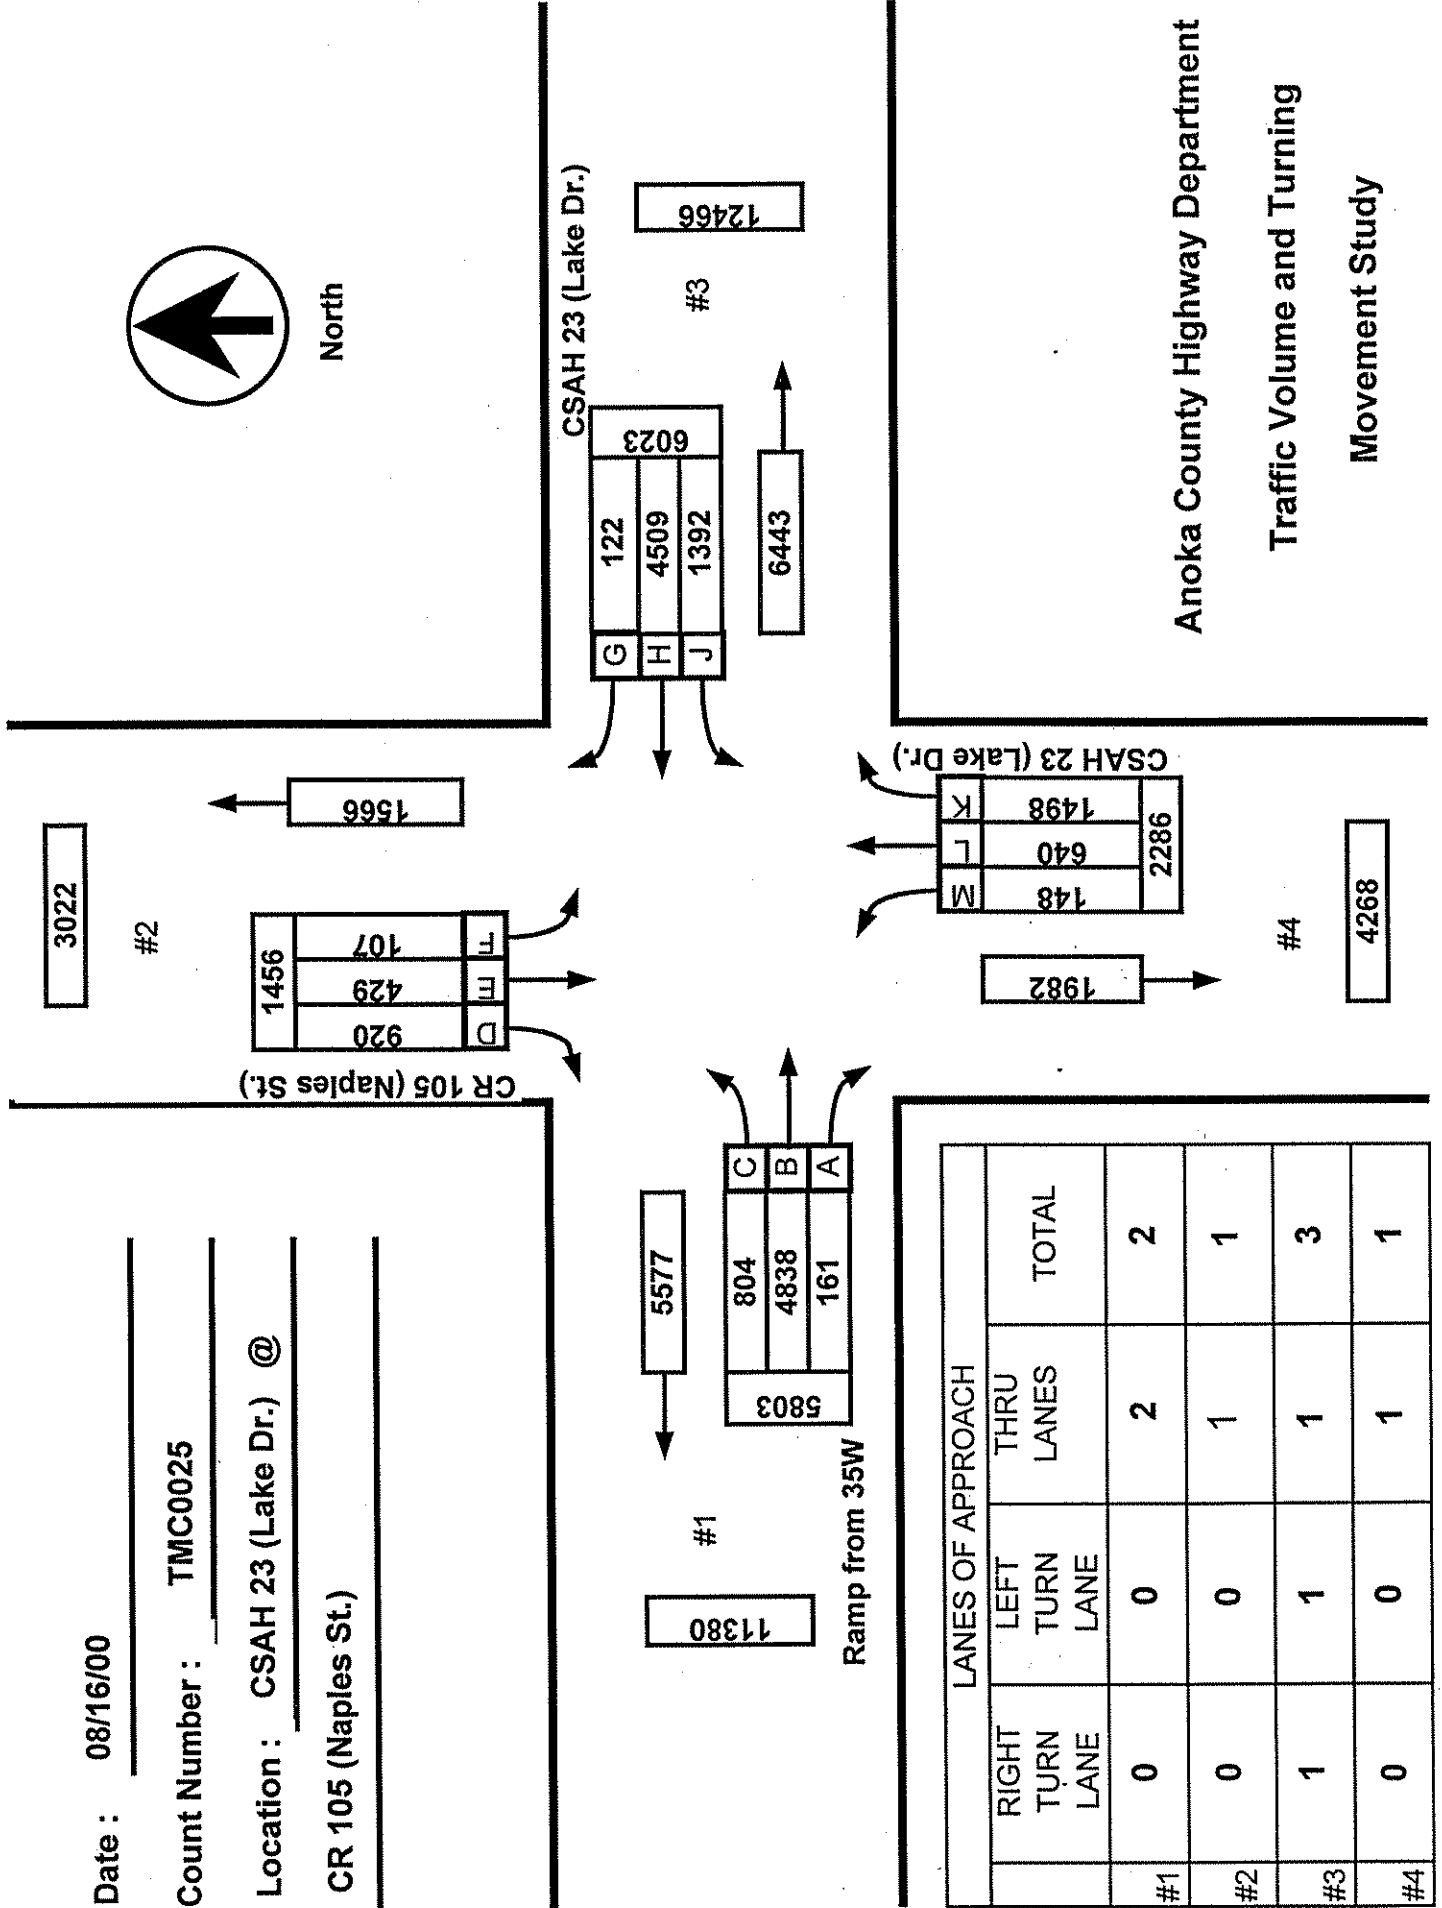 Date : 08/16/00
Count Number : TMC0025
Location : CSAH 23 (Lake Dr.) @
CR 105 (Naples St.)
North
3022
#2
1456
920 429 107
D E F
CR 105 (Naples St.)
1566
CSAH 23 (Lake Dr.)
G 122
H 4509
J 1392
6023
6443
#3
12466
5577
804 C
4838 B
161 A
5803
#1
11380
Ramp from 35W
CSAH 23 (Lake Dr.)
M L K
148 640 1498
2286
1982
#4
4268
LANES OF APPROACH
RIGHT TURN LANE LEFT TURN LANE THRU LANES TOTAL
#1 0 0 2 2
#2 0 0 1 1
#3 1 1 1 3
#4 0 0 1 1
Anoka County Highway Department
Traffic Volume and Turning
Movement Study